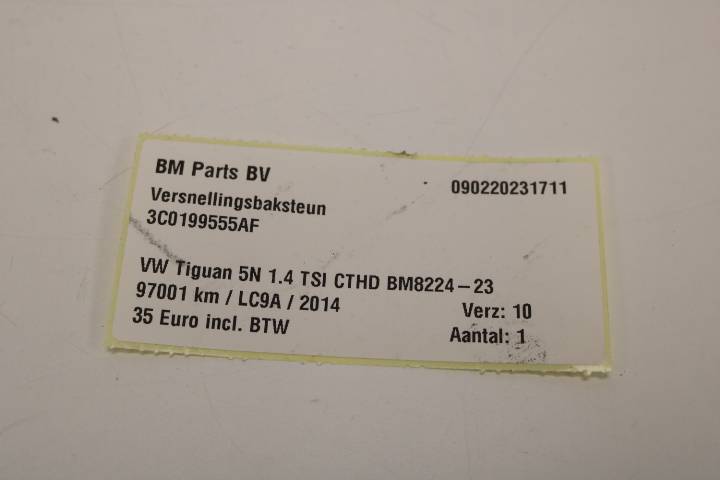 BM Parts BV 090220231711
Versnellingsbaksteun
3C0199555AF
VW Tiguan 5N 1.4 TSI CTHD BM8224-23
97001 km / LC9A / 2014 Verz: 10
35 Euro incl. BTW Aantal: 1